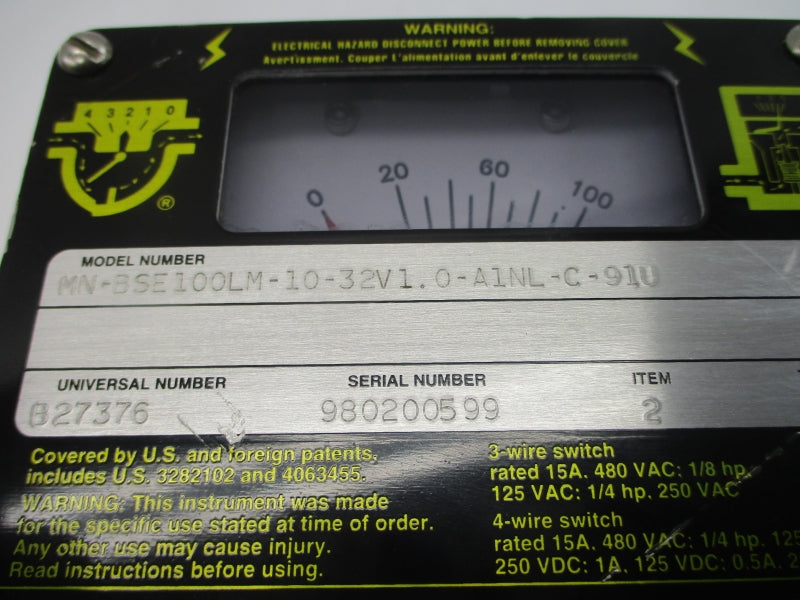 WARNING:
ELECTRICAL HAZARD DISCONNECT POWER BEFORE REMOVING COVER
Avertissement. Couper L'alimentation avant d'enlever le couvercle
4 3 2 1 0
®
0 20 60 100
MODEL NUMBER
MN-BSE100LM-10-32V1.0-A1NL-C-91U
UNIVERSAL NUMBER SERIAL NUMBER ITEM
B27376 980200599 2
Covered by U.S. and foreign patents,
includes U.S. 3282102 and 4063455.
WARNING: This instrument was made
for the specific use stated at time of order.
Any other use may cause injury.
Read instructions before using.
3-wire switch
rated 15A. 480 VAC: 1/8 hp.
125 VAC: 1/4 hp. 250 VAC
4-wire switch
rated 15A. 480 VAC: 1/4 hp. 125
250 VDC: 1A. 125 VDC: 0.5A. 2